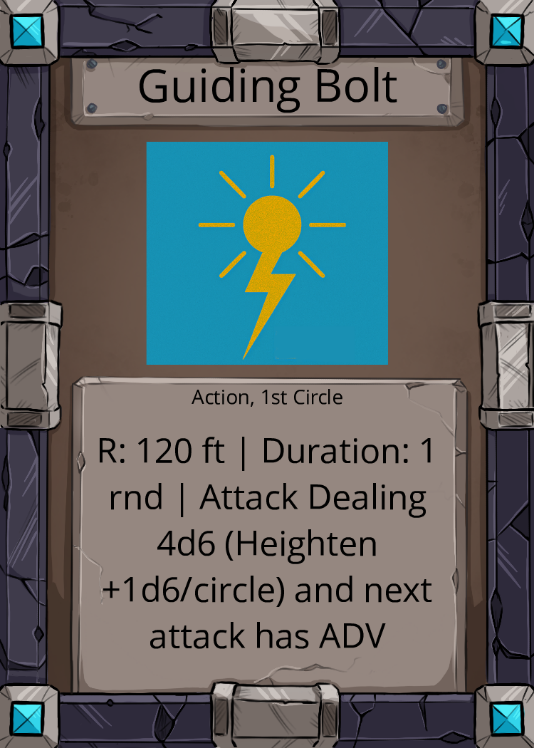 Guiding Bolt
Action, 1st Circle
R: 120 ft | Duration: 1
rnd | Attack Dealing
4d6 (Heighten
+1d6/circle) and next
attack has ADV